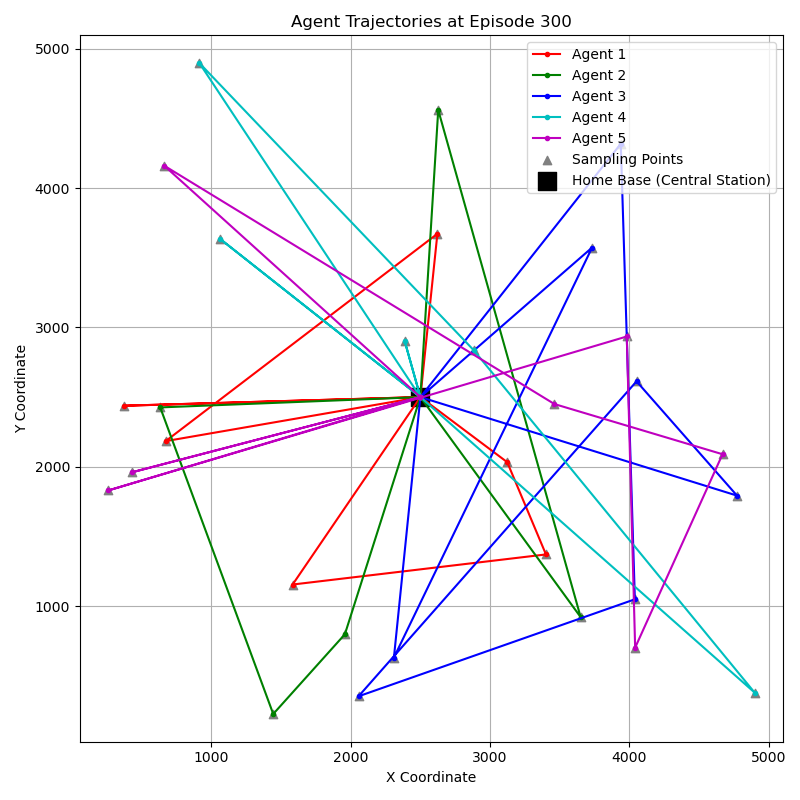 Agent Trajectories at Episode 300
Agent 1
Agent 2
Agent 3
Agent 4
Agent 5
Sampling Points
Home Base (Central Station)
5000
4000
3000
2000
1000
Y Coordinate
1000
2000
3000
4000
5000
X Coordinate